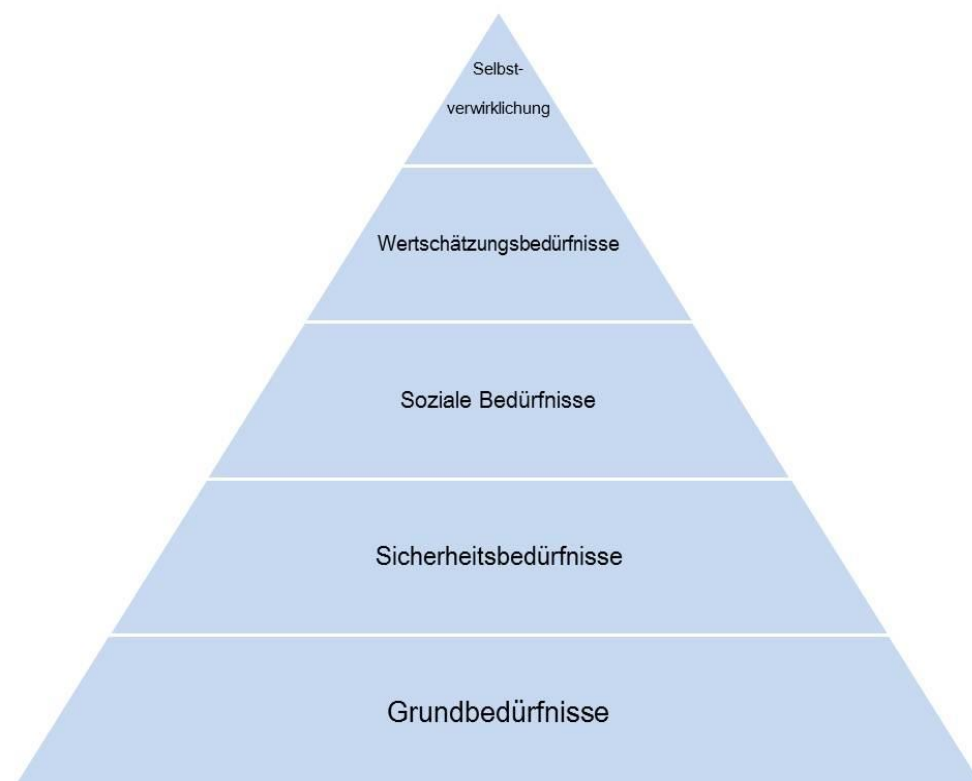 Selbst-
verwirklichung
Wertschätzungsbedürfnisse
Soziale Bedürfnisse
Sicherheitsbedürfnisse
Grundbedürfnisse